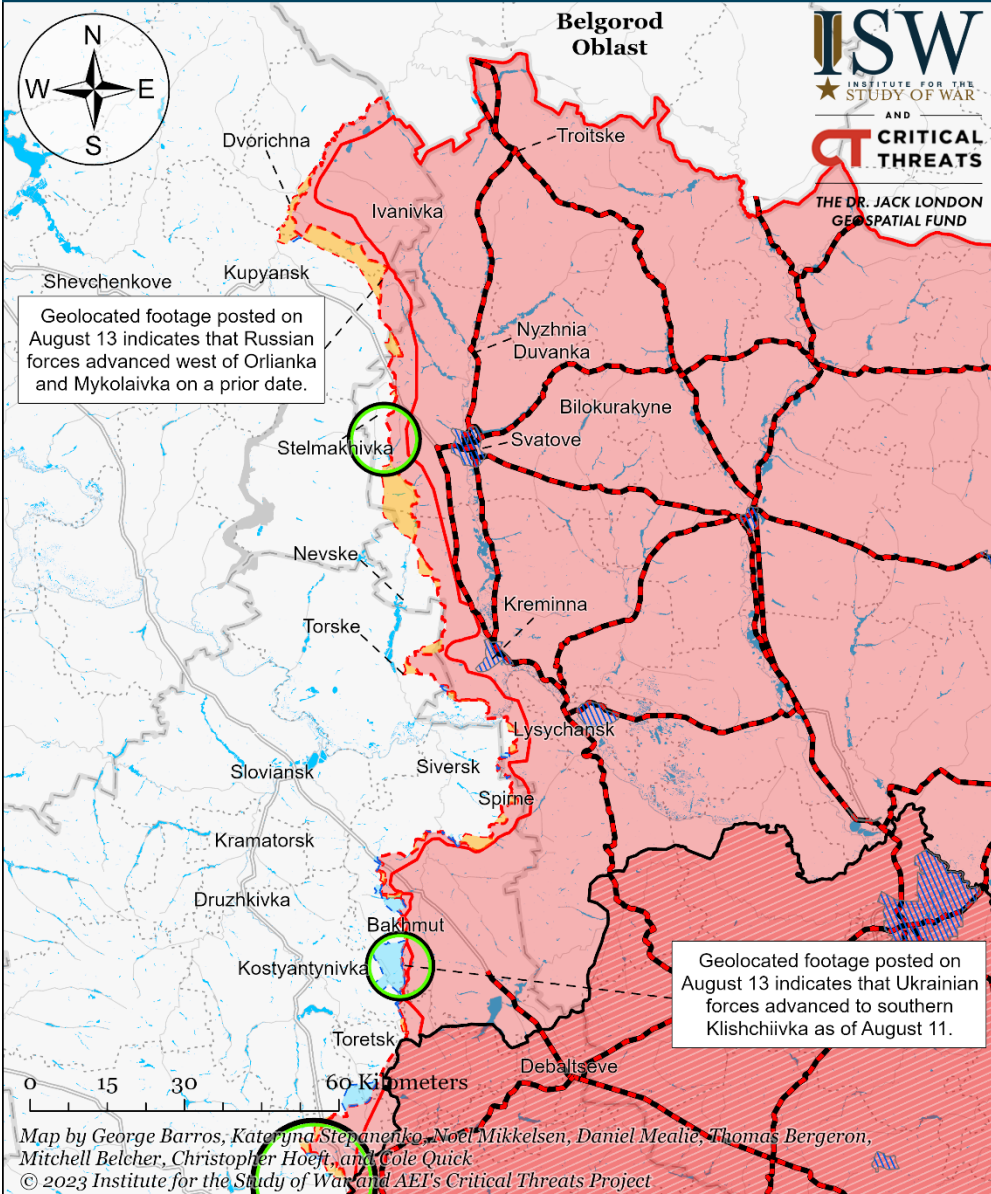 Belgorod
Oblast
ISW
INSTITUTE FOR THE
STUDY OF WAR
AND
CT CRITICAL
THREATS
THE DR. JACK LONDON
GEOSPATIAL FUND
N
W E
S
Dvorichna
Troitske
Ivanivka
Kupyansk
Shevchenkove
Geolocated footage posted on
August 13 indicates that Russian
forces advanced west of Orlianka
and Mykolaivka on a prior date.
Nyzhnia
Duvanka
Bilokurakyne
Svatove
Stelmakhivka
Nevske
Kreminna
Torske
Lysychansk
Siversk
Sloviansk
Spirne
Kramatorsk
Druzhkivka
Bakhmut
Kostyantynivka
Geolocated footage posted on
August 13 indicates that Ukrainian
forces advanced to southern
Klishchiivka as of August 11.
Toretsk
Debaltseve
0 15 30 60 Kilometers
Map by George Barros, Kateryna Stepanenko, Noel Mikkelsen, Daniel Mealie, Thomas Bergeron,
Mitchell Belcher, Christopher Hoeft, and Cole Quick
© 2023 Institute for the Study of War and AEI's Critical Threats Project